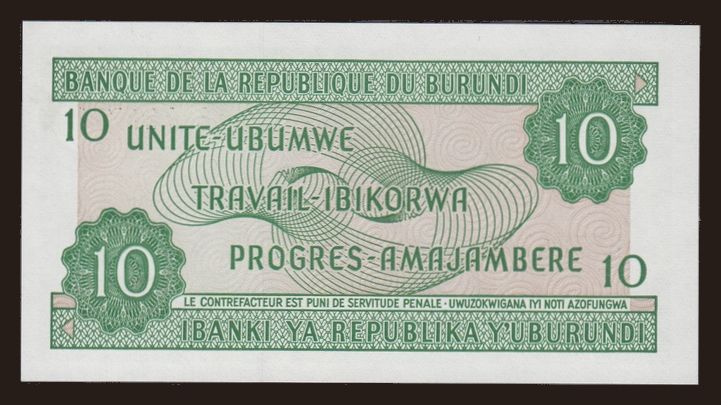 BANQUE DE LA REPUBLIQUE DU BURUNDI
10 UNITE-UBUMWE 10
TRAVAIL-IBIKORWA
10 PROGRES-AMAJAMBERE 10
LE CONTREFACTEUR EST PUNI DE SERVITUDE PENALE · UWUZOKWIGANA IYI NOTI AZOFUNGWA
IBANKI YA REPUBLIKA Y'UBURUNDI